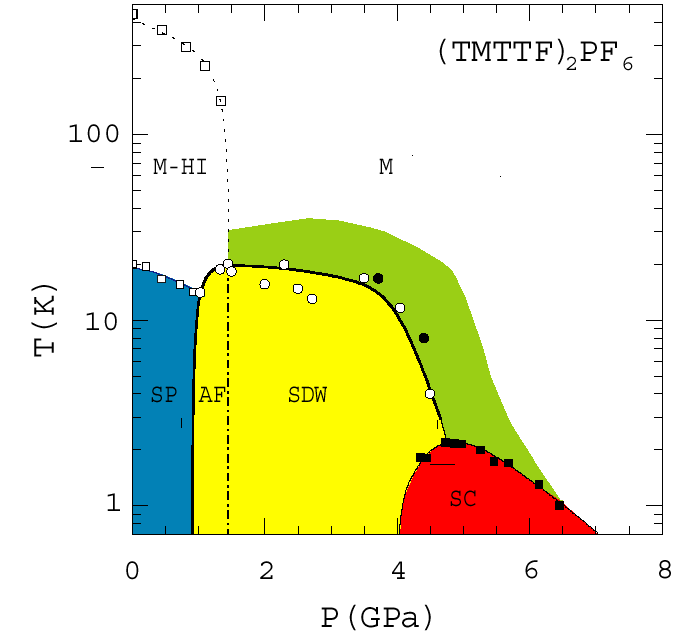 (TMTTF)2PF6
100
M-HI M
10
T(K)
SP AF SDW
1
SC
0 2 4 6 8
P(GPa)